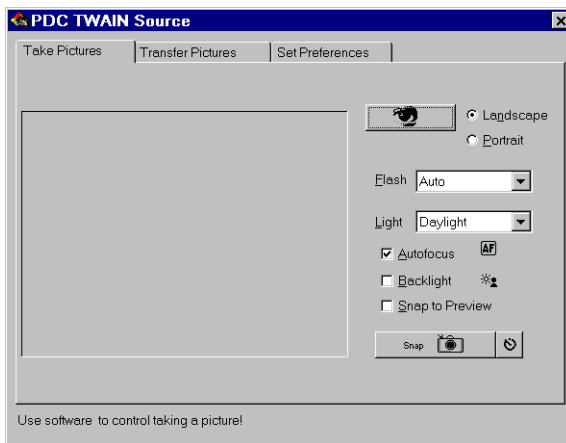 PDC TWAIN Source
Take Pictures
Transfer Pictures
Set Preferences
Landscape
Portrait
Flash Auto
Light Daylight
Autofocus AF
Backlight
Snap to Preview
Snap
Use software to control taking a picture!